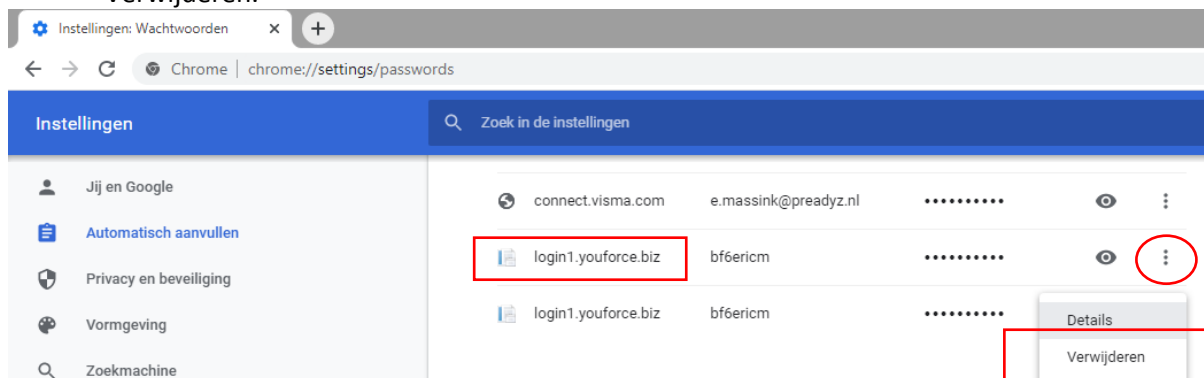 verwijderen.
Instellingen: Wachtwoorden
Chrome | chrome://settings/passwords
Instellingen
Zoek in de instellingen
Jij en Google
connect.visma.com e.massink@preadyz.nl ••••••••••
Automatisch aanvullen
login1.youforce.biz bf6ericm ••••••••••
Privacy en beveiliging
login1.youforce.biz bf6ericm ••••••••••
Details
Vormgeving
Verwijderen
Zoekmachine